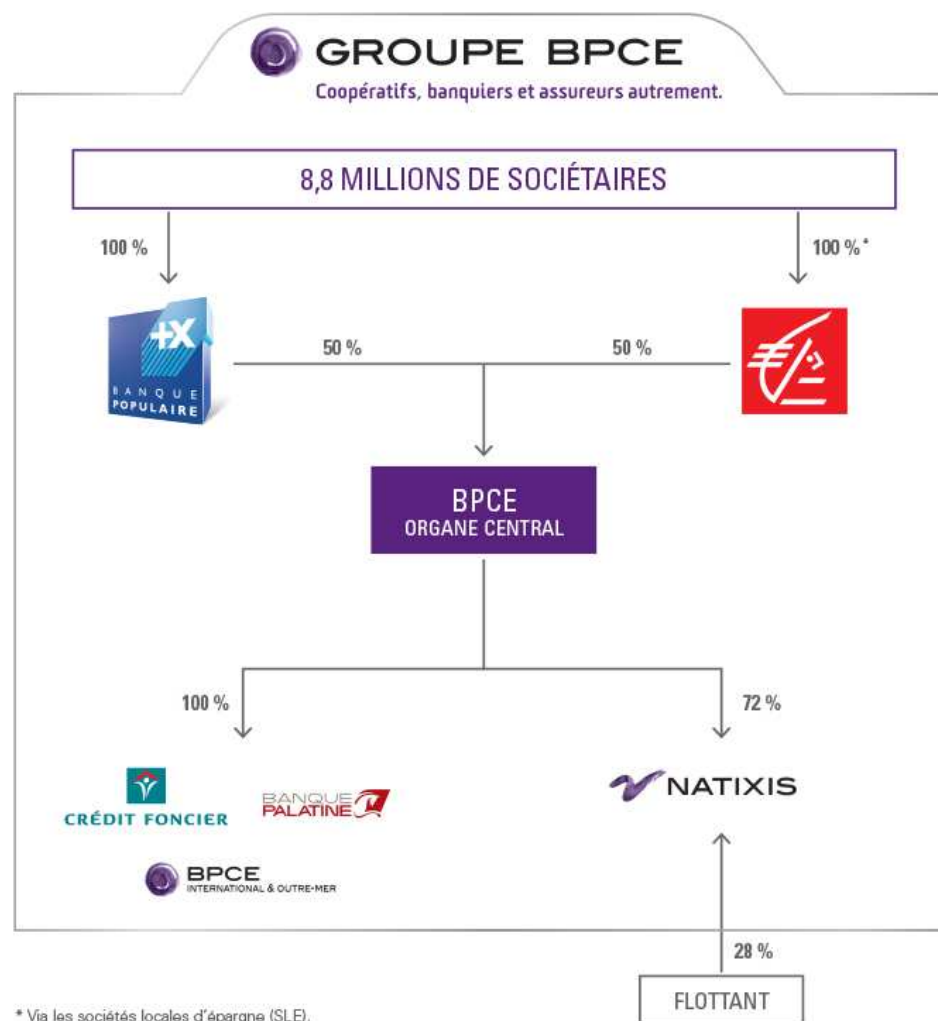 GROUPE BPCE
Coopératifs, banquiers et assureurs autrement.
8,8 MILLIONS DE SOCIÉTAIRES
100 %
100 % *
+X
BANQUE
POPULAIRE
50 %
50 %
BPCE
ORGANE CENTRAL
100 %
72 %
CRÉDIT FONCIER
BANQUE
PALATINE
NATIXIS
BPCE
INTERNATIONAL & OUTRE-MER
28 %
FLOTTANT
* Via les sociétés locales d'épargne (SLE).